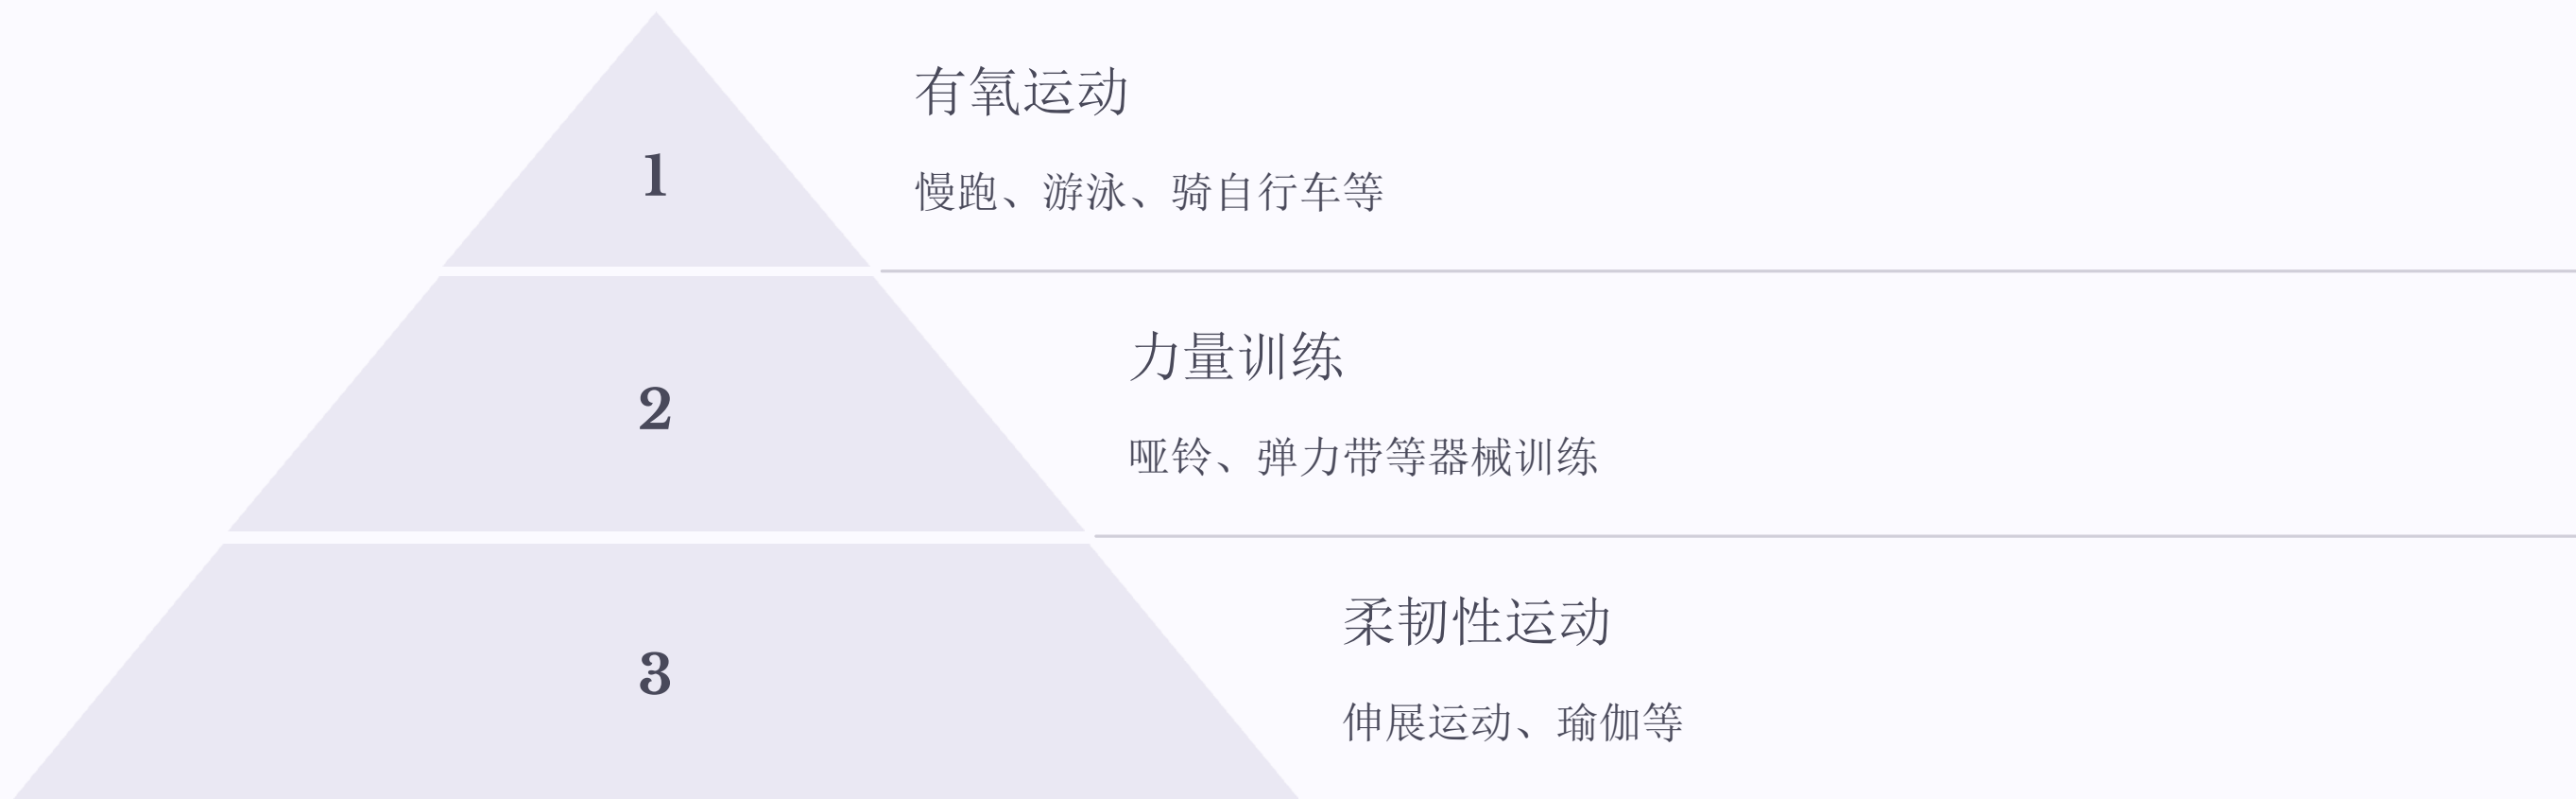 1
有氧运动
慢跑、游泳、骑自行车等
2
力量训练
哑铃、弹力带等器械训练
3
柔韧性运动
伸展运动、瑜伽等